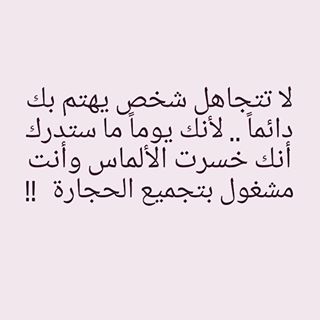 لا تتجاهل شخص يهتم بك
دائماً .. لأنك يوماً ما ستدرك
أنك خسرت الألماس وأنت
مشغول بتجميع الحجارة !!